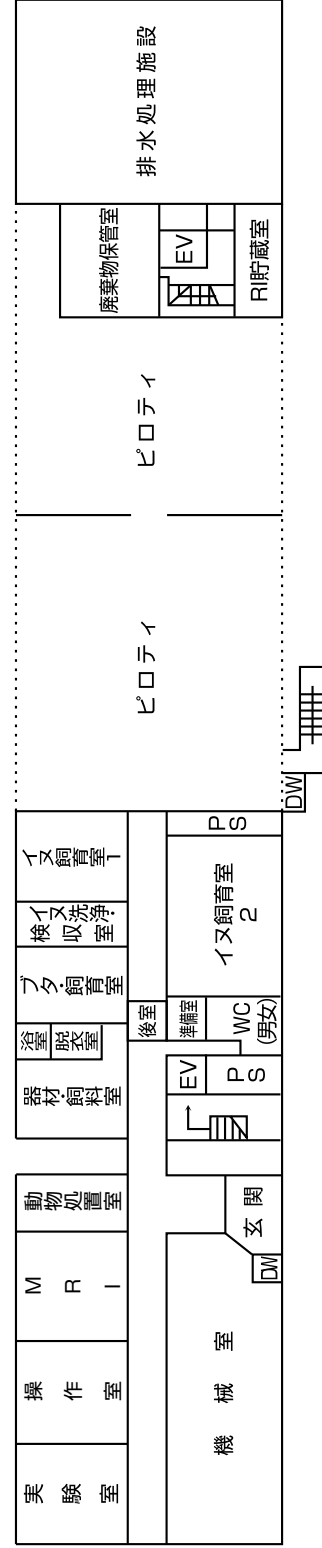 排水処理施設
廃棄物保管室
EV
RI貯蔵室
ピロティ
ピロティ
DW
イヌ飼育室1
PS
検イヌ
収洗
室浄・
イヌ飼育室
2
ブタ・飼育室
浴室
脱衣室
後室
準備室
WC
(男女)
器材・飼料室
EV
PS
動物処置室
玄関
MRI
DW
操作室
機械室
実験室